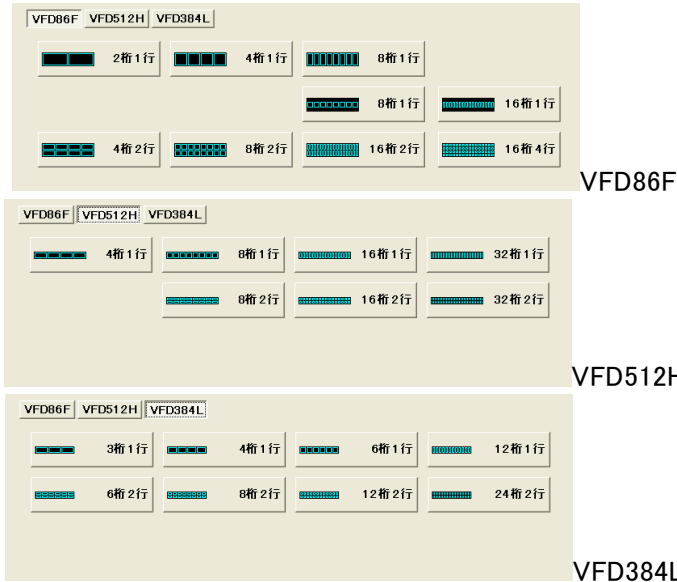 VFD86F VFD512H VFD384L
2桁1行 4桁1行 8桁1行
8桁1行 16桁1行
4桁2行 8桁2行 16桁2行 16桁4行
VFD86F
VFD86F VFD512H VFD384L
4桁1行 8桁1行 16桁1行 32桁1行
8桁2行 16桁2行 32桁2行
VFD512H
VFD86F VFD512H VFD384L
3桁1行 4桁1行 6桁1行 12桁1行
6桁2行 8桁2行 12桁2行 24桁2行
VFD384L